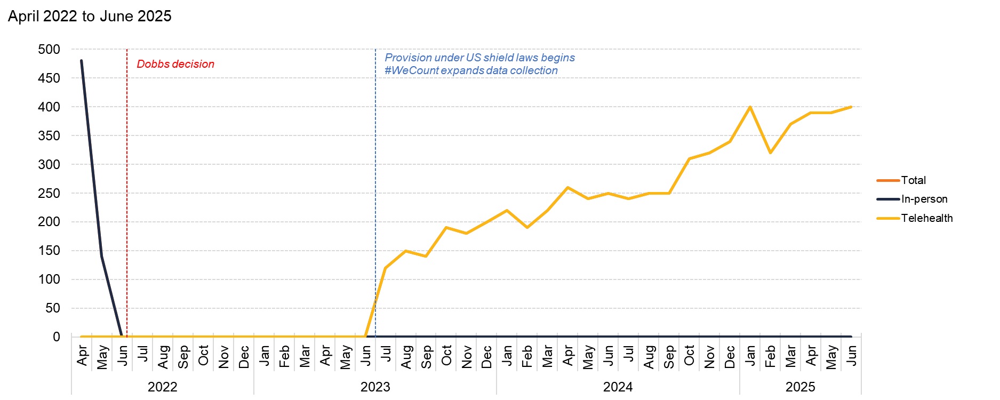 April 2022 to June 2025
500
450
400
350
300
250
200
150
100
50
0
Dobbs decision
Provision under US shield laws begins
#WeCount expands data collection
Total
In-person
Telehealth
Apr May Jun Jul Aug Sep Oct Nov Dec Jan Feb Mar Apr May Jun Jul Aug Sep Oct Nov Dec Jan Feb Mar Apr May Jun Jul Aug Sep Oct Nov Dec Jan Feb Mar Apr May Jun
2022 2023 2024 2025